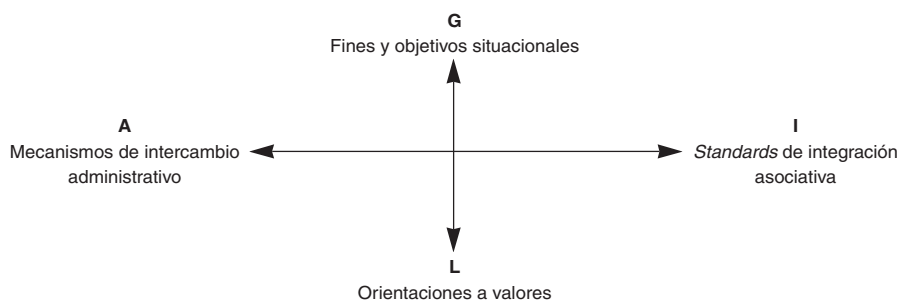 G
Fines y objetivos situacionales
A
Mecanismos de intercambio
administrativo
I
Standards de integración
asociativa
L
Orientaciones a valores